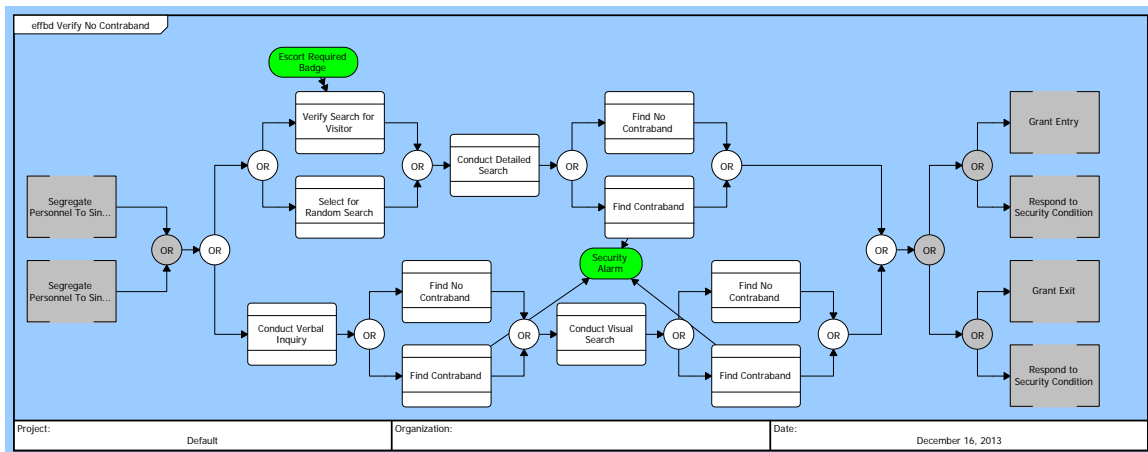 effbd Verify No Contraband
Escort Required
Badge
Verify Search for
Visitor
Find No
Contraband
Grant Entry
OR
OR
Conduct Detailed
Search
OR
OR
OR
Segregate
Personnel To Sin...
Select for
Random Search
Find Contraband
Respond to
Security Condition
OR
OR
OR
OR
Security
Alarm
Segregate
Personnel To Sin...
Find No
Contraband
Find No
Contraband
Grant Exit
Conduct Verbal
Inquiry
OR
OR
Conduct Visual
Search
OR
OR
OR
Find Contraband
Find Contraband
Respond to
Security Condition
Project:
Default
Organization:
Date:
December 16, 2013